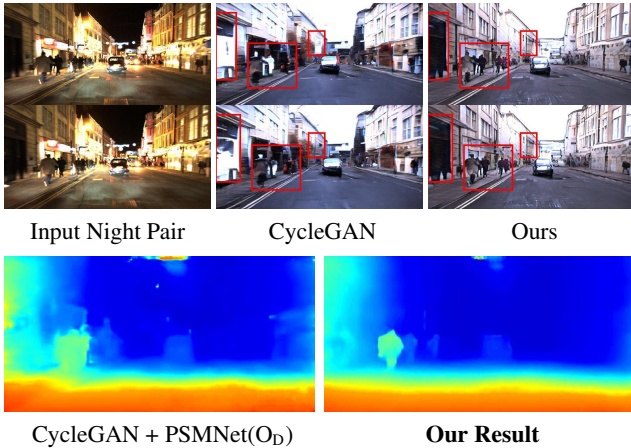 Input Night Pair
CycleGAN
Ours
CycleGAN + PSMNet(O_D)
Our Result